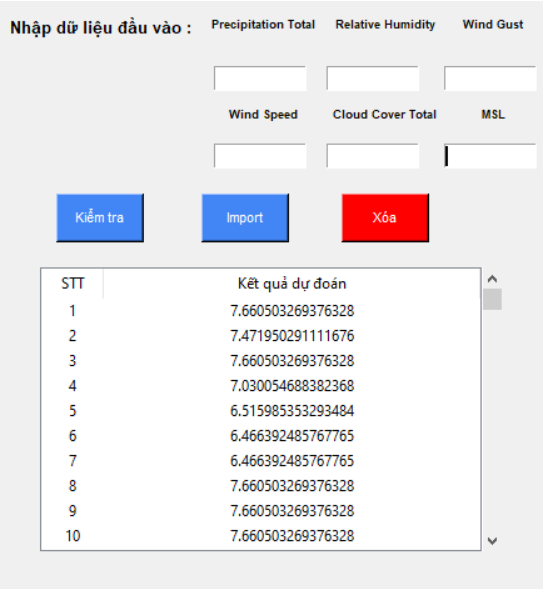 Nhập dữ liệu đầu vào : Precipitation Total Relative Humidity Wind Gust
Wind Speed Cloud Cover Total MSL
Kiểm tra Import Xóa
STT Kết quả dự đoán
1 7.660503269376328
2 7.471950291111676
3 7.660503269376328
4 7.030054688382368
5 6.515985353293484
6 6.466392485767765
7 6.466392485767765
8 7.660503269376328
9 7.660503269376328
10 7.660503269376328